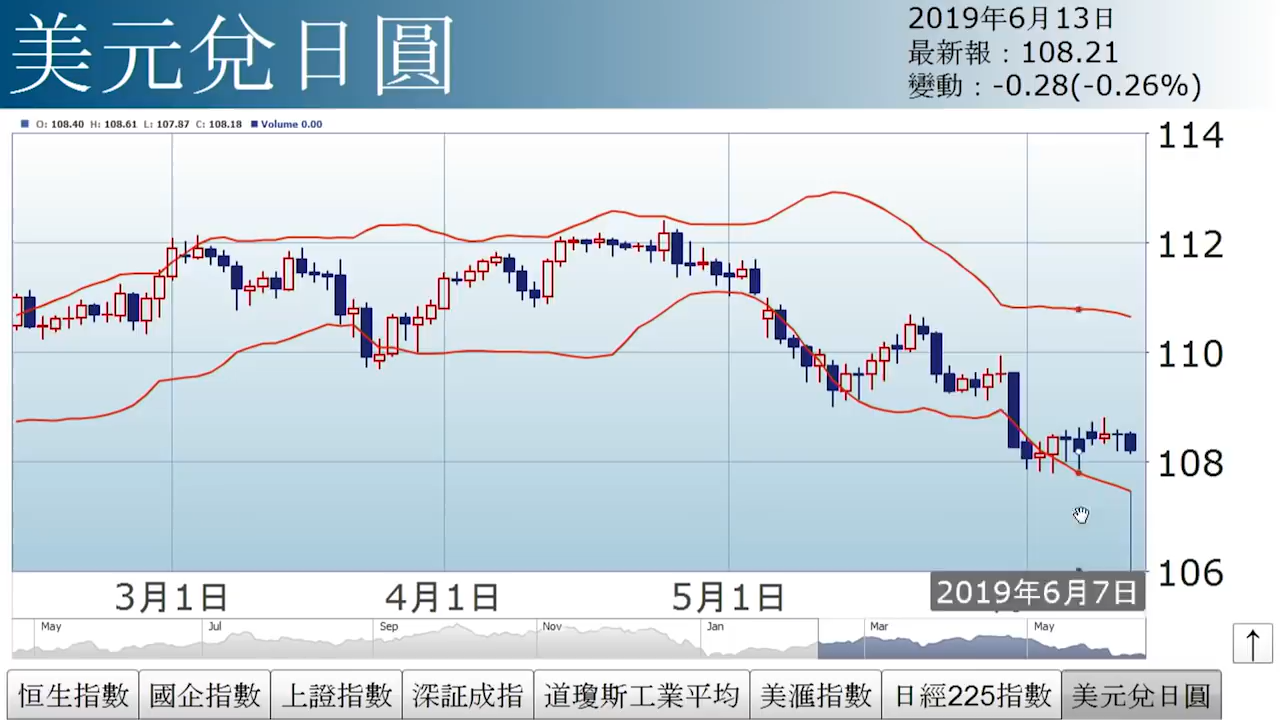 美元兌日圓
2019年6月13日
最新報：108.21
變動：-0.28(-0.26%)
O: 108.40 H: 108.61 L: 107.87 C: 108.18 Volume 0.00
114
112
110
108
106
3月1日 4月1日 5月1日 2019年6月7日
May Jul Sep Nov Jan Mar May
↑
恒生指數 國企指數 上證指數 深証成指 道瓊斯工業平均 美滙指數 日經225指數 美元兌日圓